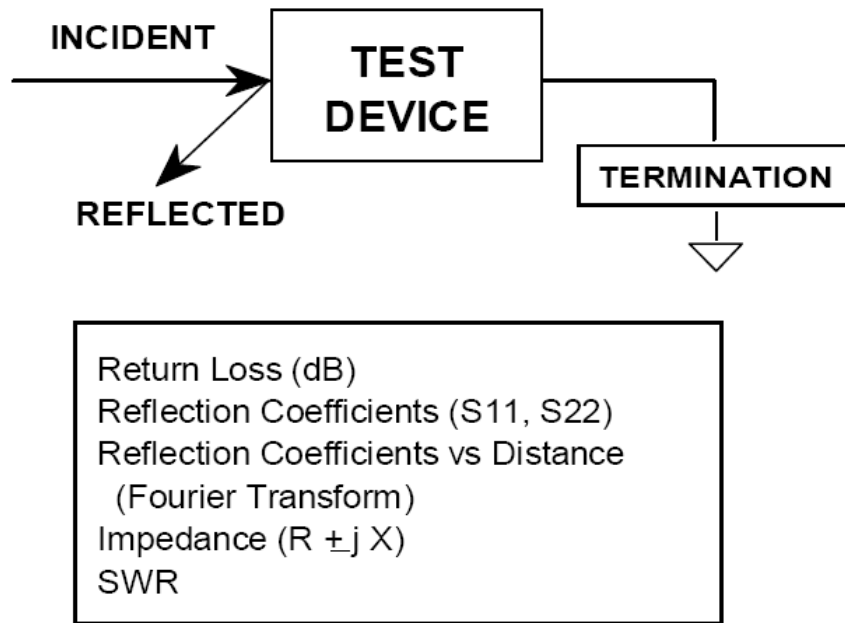 INCIDENT
TEST
DEVICE
REFLECTED
TERMINATION
Return Loss (dB)
Reflection Coefficients (S11, S22)
Reflection Coefficients vs Distance
(Fourier Transform)
Impedance (R ± j X)
SWR